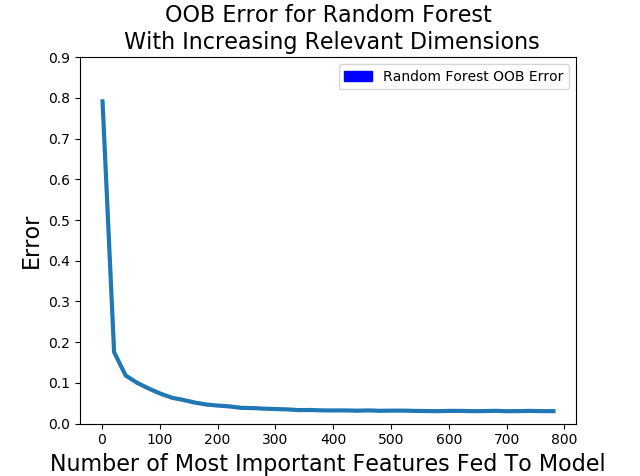 OOB Error for Random Forest
With Increasing Relevant Dimensions
Random Forest OOB Error
0.9
0.8
0.7
0.6
0.5
0.4
0.3
0.2
0.1
0.0
Error
0 100 200 300 400 500 600 700 800
Number of Most Important Features Fed To Model